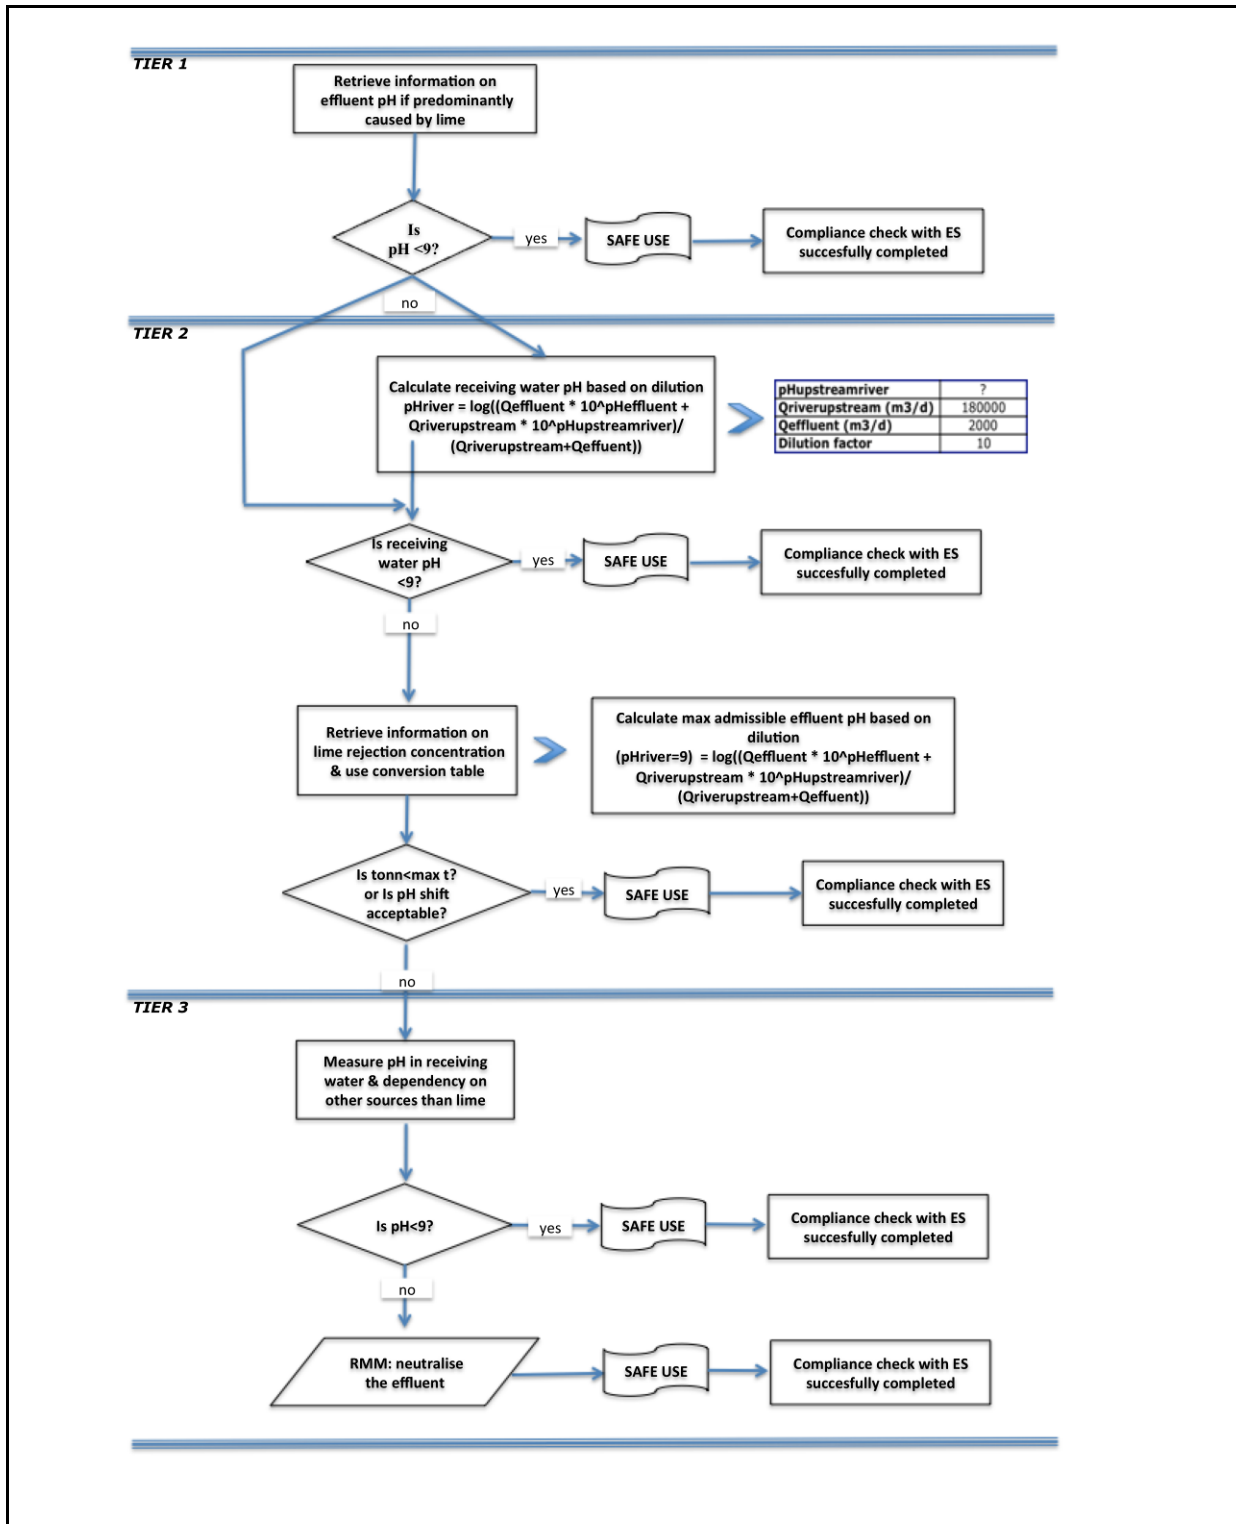 TIER 1
Retrieve information on
effluent pH if predominantly
caused by lime
Is
pH <9?
yes
SAFE USE
Compliance check with ES
succesfully completed
no
TIER 2
Calculate receiving water pH based on dilution
pHriver = log((Qeffluent * 10^pHeffluent +
Qriverupstream * 10^pHupstreamriver)/
(Qriverupstream+Qeffuent))
pHupstreamriver ?
Qriverupstream (m3/d) 180000
Qeffluent (m3/d) 2000
Dilution factor 10
Is receiving
water pH
<9?
yes
SAFE USE
Compliance check with ES
succesfully completed
no
Retrieve information on
lime rejection concentration
& use conversion table
Calculate max admissible effluent pH based on
dilution
(pHriver=9) = log((Qeffluent * 10^pHeffluent +
Qriverupstream * 10^pHupstreamriver)/
(Qriverupstream+Qeffuent))
Is tonn<max t?
or Is pH shift
acceptable?
yes
SAFE USE
Compliance check with ES
succesfully completed
no
TIER 3
Measure pH in receiving
water & dependency on
other sources than lime
Is pH<9?
yes
SAFE USE
Compliance check with ES
succesfully completed
no
RMM: neutralise
the effluent
SAFE USE
Compliance check with ES
succesfully completed